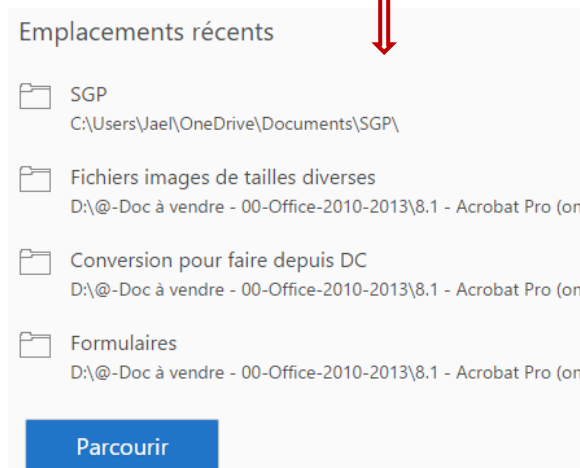 Emplacements récents
SGP
C:\Users\Jael\OneDrive\Documents\SGP\
Fichiers images de tailles diverses
D:\@-Doc à vendre - 00-Office-2010-2013\8.1 - Acrobat Pro (on
Conversion pour faire depuis DC
D:\@-Doc à vendre - 00-Office-2010-2013\8.1 - Acrobat Pro (on
Formulaires
D:\@-Doc à vendre - 00-Office-2010-2013\8.1 - Acrobat Pro (on
Parcourir